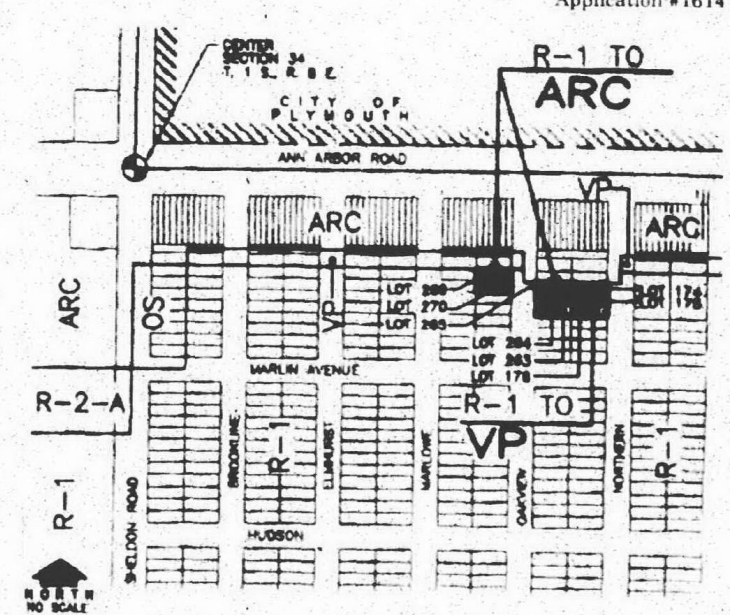 Application #1614
CENTER
SECTION 34
T. 1 S., R. 8 E.
R-1 TO
ARC
CITY OF
PLYMOUTH
ANN ARBOR ROAD
VP
ARC
ARC
ARC
OS
VP
LOT 269
LOT 270
LOT 265
LOT 174
LOT 175
LOT 264
LOT 263
LOT 176
MARLIN AVENUE
R-2-A
R-1 TO
VP
R-1
R-1
R-1
SHELDON ROAD
BROOKLINE
ELMHURST
MARLOWE
OAKVIEW
NORTHERN
HUDSON
NORTH
NO SCALE